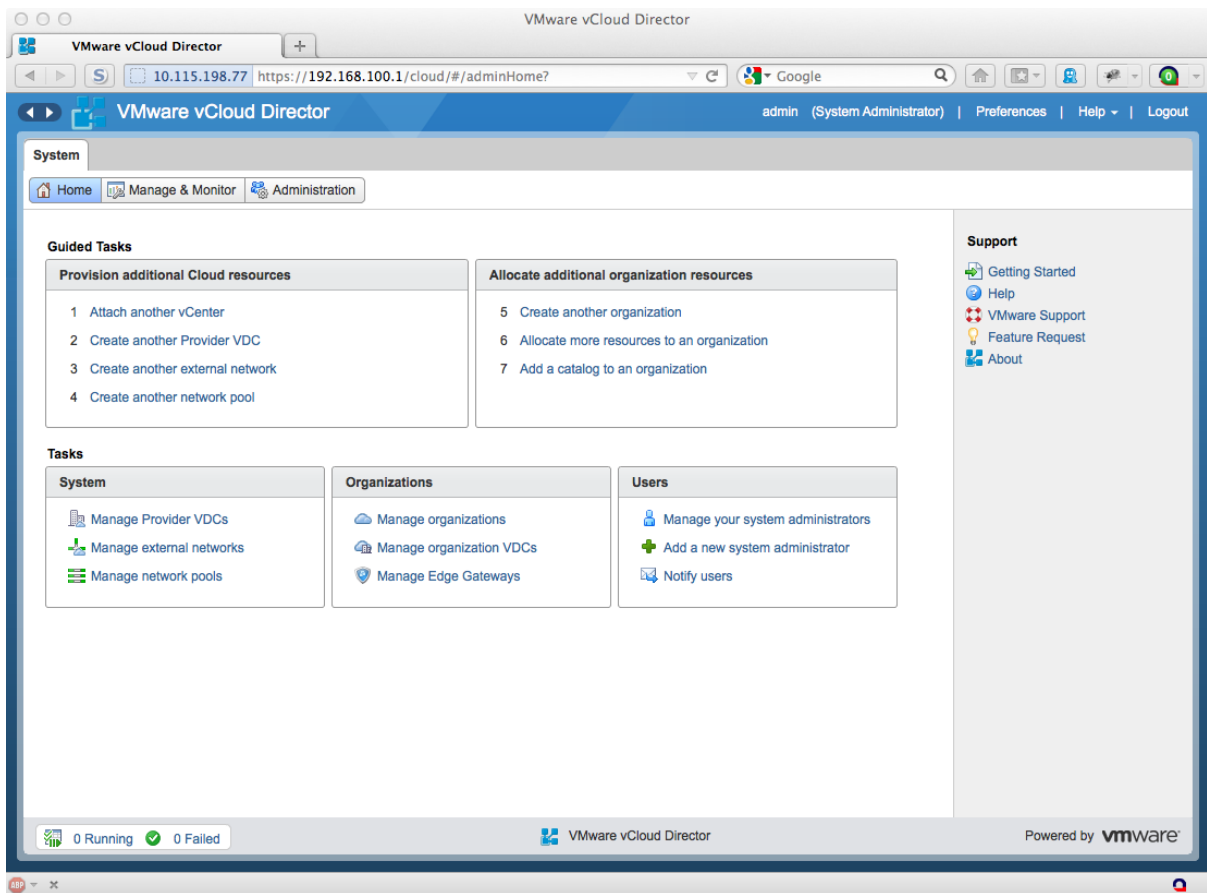 VMware vCloud Director
VMware vCloud Director
10.115.198.77 https://192.168.100.1/cloud/#/adminHome? Google
VMware vCloud Director admin (System Administrator) | Preferences | Help | Logout
System
Home Manage & Monitor Administration
Guided Tasks
Provision additional Cloud resources
1 Attach another vCenter
2 Create another Provider VDC
3 Create another external network
4 Create another network pool
Allocate additional organization resources
5 Create another organization
6 Allocate more resources to an organization
7 Add a catalog to an organization
Tasks
System
Manage Provider VDCs
Manage external networks
Manage network pools
Organizations
Manage organizations
Manage organization VDCs
Manage Edge Gateways
Users
Manage your system administrators
Add a new system administrator
Notify users
Support
Getting Started
Help
VMware Support
Feature Request
About
0 Running 0 Failed
VMware vCloud Director
Powered by vmware
ABP